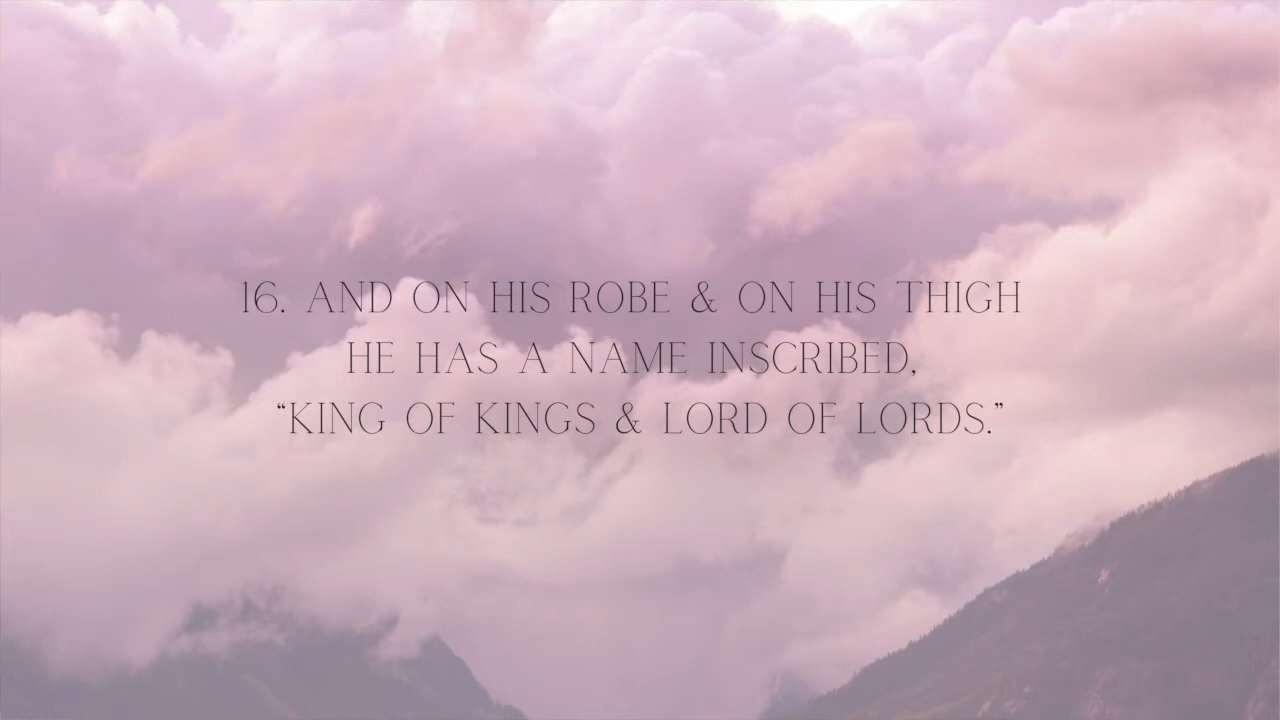 16. AND ON HIS ROBE & ON HIS THIGH
HE HAS A NAME INSCRIBED,
“KING OF KINGS & LORD OF LORDS.”